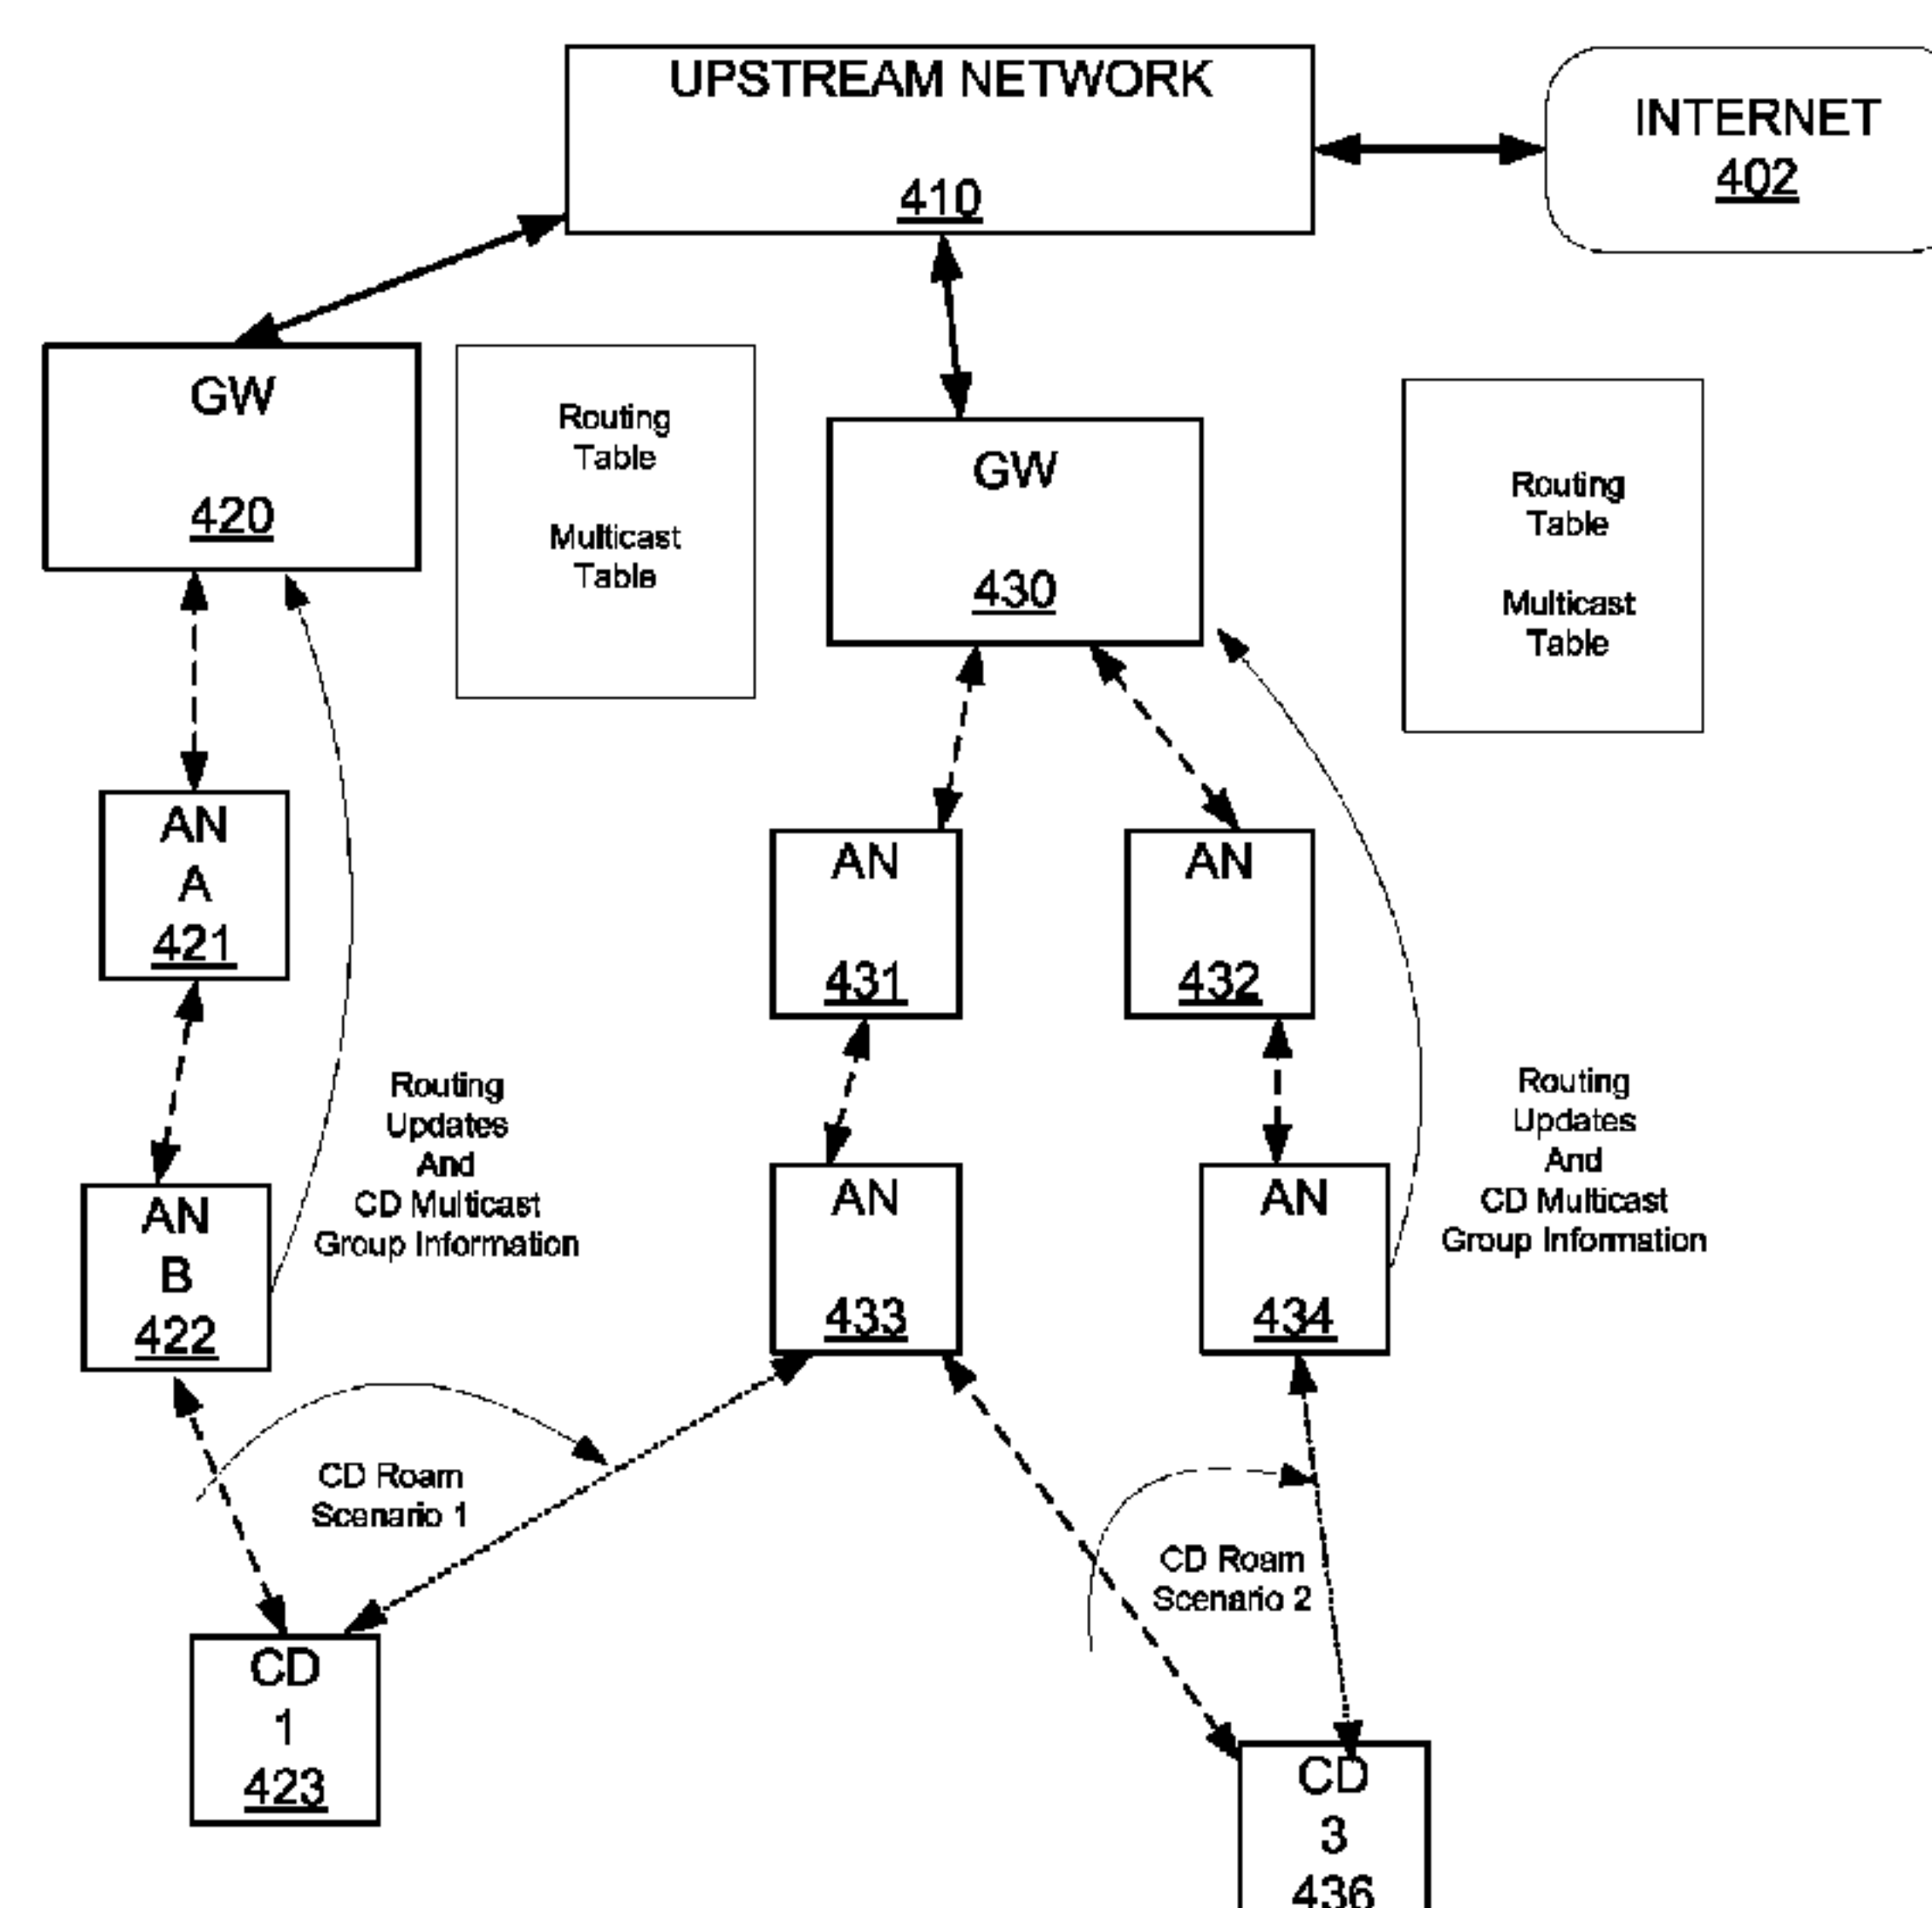 UPSTREAM NETWORK
410
INTERNET
402
GW
420
Routing
Table
Multicast
Table
GW
430
Routing
Table
Multicast
Table
AN
A
421
AN
431
AN
432
AN
B
422
Routing
Updates
And
CD Multicast
Group Information
AN
433
AN
434
Routing
Updates
And
CD Multicast
Group Information
CD Roam
Scenario 1
CD Roam
Scenario 2
CD
1
423
CD
3
436